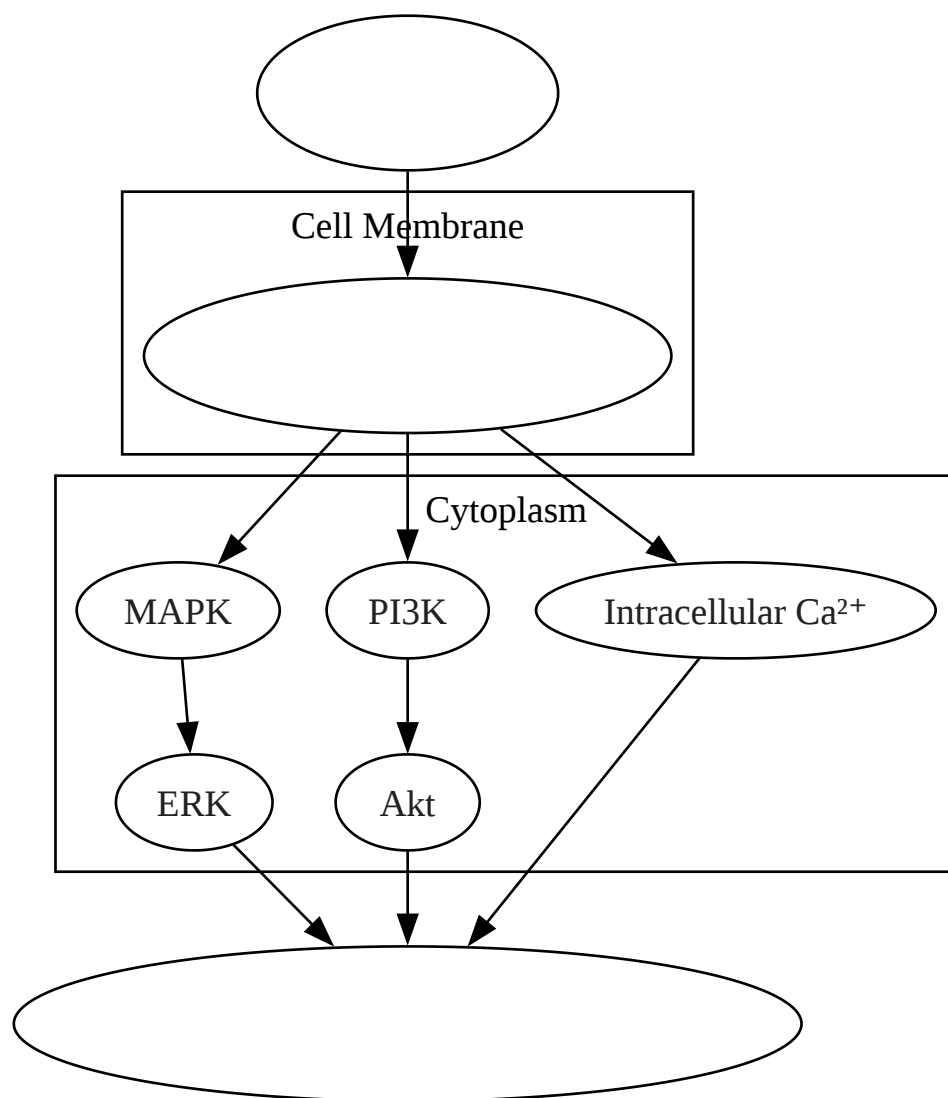 Cell Membrane
Cytoplasm
MAPK
PI3K
Intracellular Ca²⁺
ERK
Akt